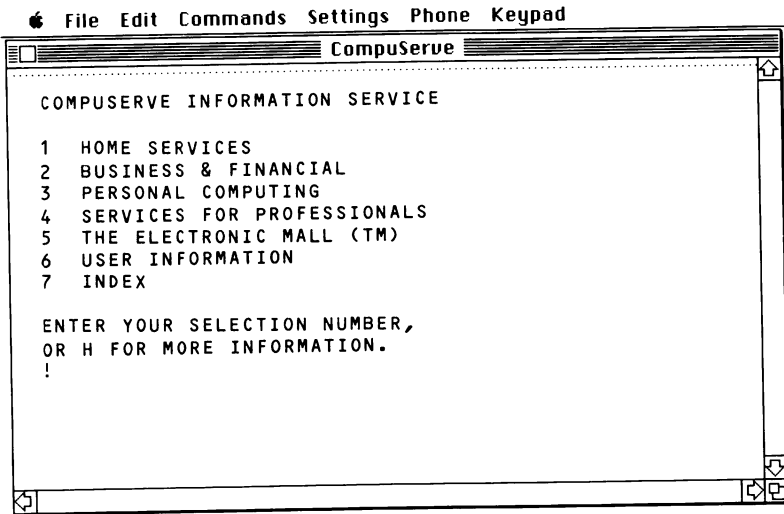 File Edit Commands Settings Phone Keypad
CompuServe
COMPUSERVE INFORMATION SERVICE
1 HOME SERVICES
2 BUSINESS & FINANCIAL
3 PERSONAL COMPUTING
4 SERVICES FOR PROFESSIONALS
5 THE ELECTRONIC MALL (TM)
6 USER INFORMATION
7 INDEX
ENTER YOUR SELECTION NUMBER,
OR H FOR MORE INFORMATION.
!